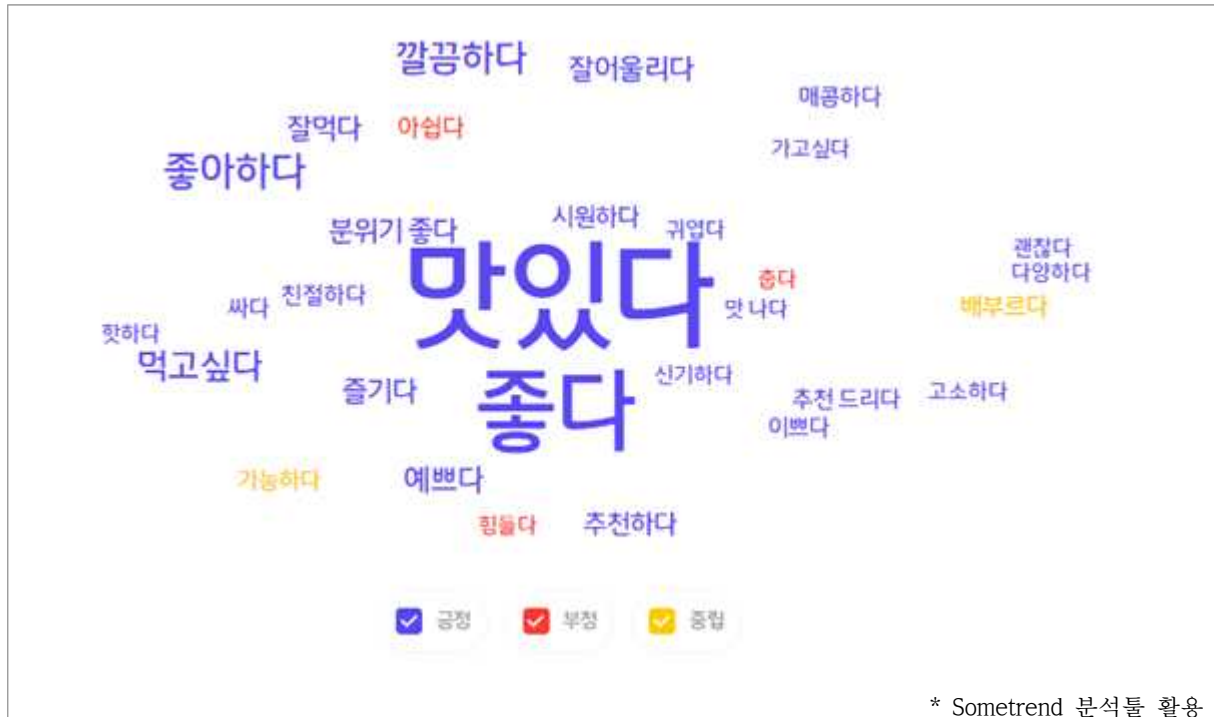 깔끔하다 잘어울리다
매콤하다
잘먹다 아쉽다
가고싶다
좋아하다
시원하다
분위기 좋다 귀엽다
괜찮다
다양하다
맛있다
춥다
친절하다
싸다 맛 나다 배부르다
핫하다
먹고싶다
신기하다
즐기다 좋다 추천 드리다 고소하다
이쁘다
가능하다 예쁘다
힘들다 추천하다
긍정 부정 중립
* Sometrend 분석툴 활용